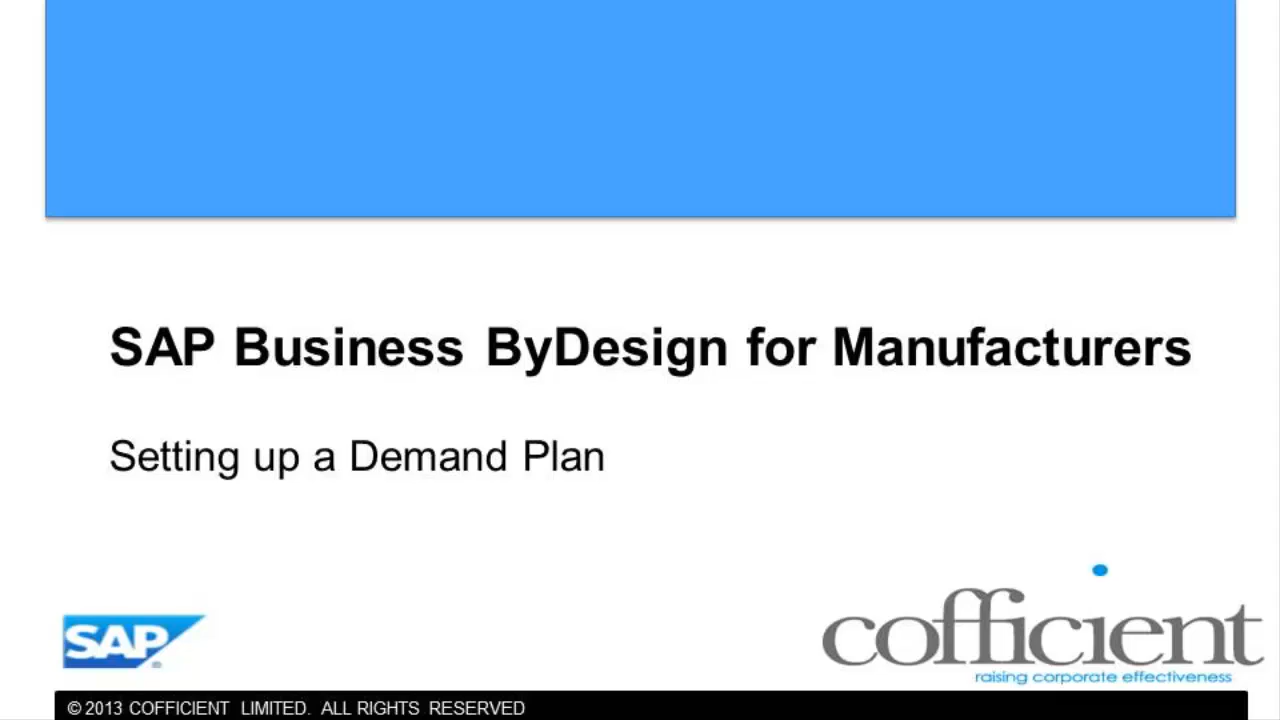 SAP Business ByDesign for Manufacturers
Setting up a Demand Plan
SAP®
cofficient
raising corporate effectiveness
© 2013 COFFICIENT LIMITED. ALL RIGHTS RESERVED